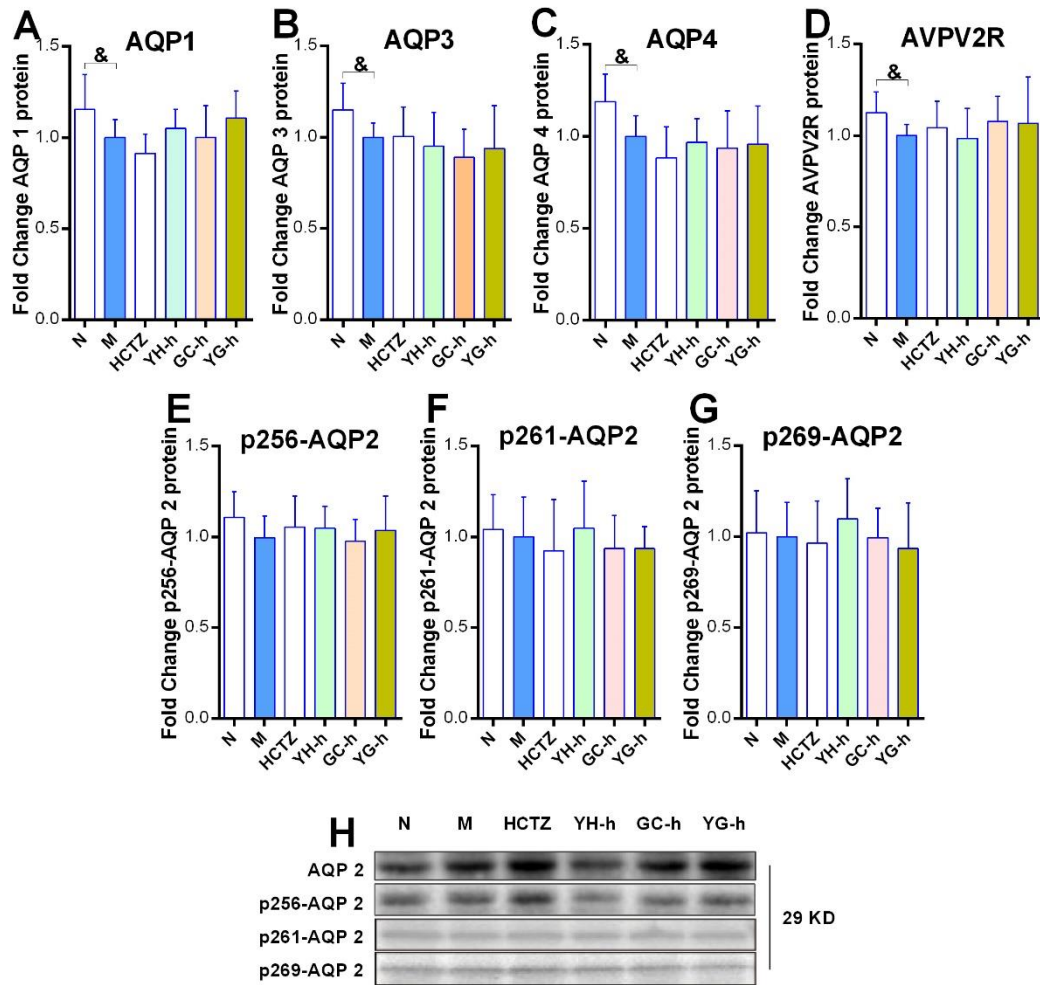 A
AQP1
&
Fold Change AQP 1 protein
1.5
1.0
0.5
0.0
N
M
HCTZ
YH-h
GC-h
YG-h
B
AQP3
&
Fold Change AQP 3 protein
1.5
1.0
0.5
0.0
N
M
HCTZ
YH-h
GC-h
YG-h
C
AQP4
&
Fold Change AQP 4 protein
1.5
1.0
0.5
0.0
N
M
HCTZ
YH-h
GC-h
YG-h
D
AVPV2R
&
Fold Change AVPV2R protein
1.5
1.0
0.5
0.0
N
M
HCTZ
YH-h
GC-h
YG-h
E
p256-AQP2
Fold Change p256-AQP 2 protein
1.5
1.0
0.5
0.0
N
M
HCTZ
YH-h
GC-h
YG-h
F
p261-AQP2
Fold Change p261-AQP 2 protein
1.5
1.0
0.5
0.0
N
M
HCTZ
YH-h
GC-h
YG-h
G
p269-AQP2
Fold Change p269-AQP 2 protein
1.5
1.0
0.5
0.0
N
M
HCTZ
YH-h
GC-h
YG-h
H
N M HCTZ YH-h GC-h YG-h
AQP 2
p256-AQP 2
p261-AQP 2
p269-AQP 2
29 KD